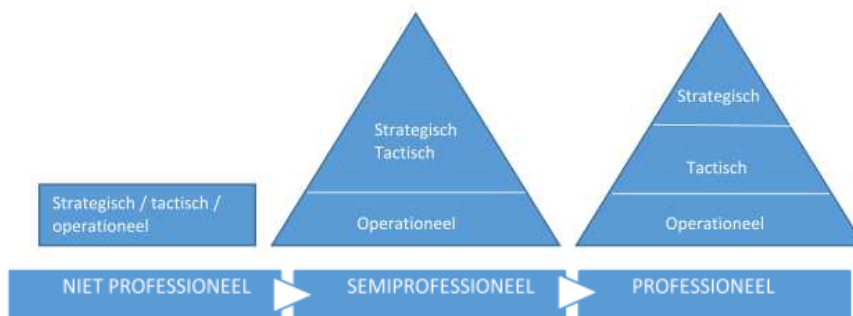 Strategisch / tactisch /
operationeel
Strategisch
Tactisch
Operationeel
Strategisch
Tactisch
Operationeel
NIET PROFESSIONEEL
SEMIPROFESSIONEEL
PROFESSIONEEL